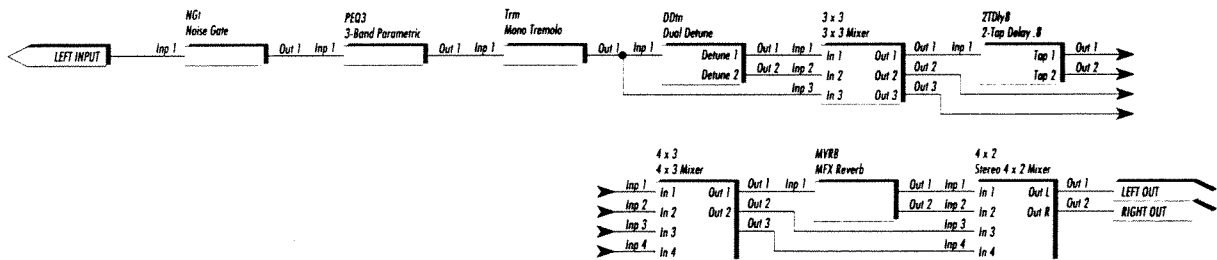 NGt
Noise Gate
PEQ3
3-Band Parametric
Trm
Mono Tremolo
DDtn
Dual Detune
3 x 3
3 x 3 Mixer
2TDlyB
2-Tap Delay .8
LEFT INPUT
Inp 1
Out 1
Inp 1
Out 1
Inp 1
Out 1
Inp 1
Detune 1
Out 1
Inp 1
In 1
Out 1
Out 1
Inp 1
Tap 1
Out 1
Detune 2
Out 2
Inp 2
In 2
Out 2
Out 2
Tap 2
Out 2
Inp 3
In 3
Out 3
Out 3
4 x 3
4 x 3 Mixer
MVRB
MFX Reverb
4 x 2
Stereo 4 x 2 Mixer
Inp 1
In 1
Out 1
Out 1
Inp 1
Out 1
Inp 1
In 1
Out L
Out 1
LEFT OUT
Inp 2
In 2
Out 2
Out 2
Out 2
Inp 2
In 2
Out R
Out 2
RIGHT OUT
Inp 3
In 3
Out 3
Inp 3
In 3
Inp 4
In 4
Inp 4
In 4